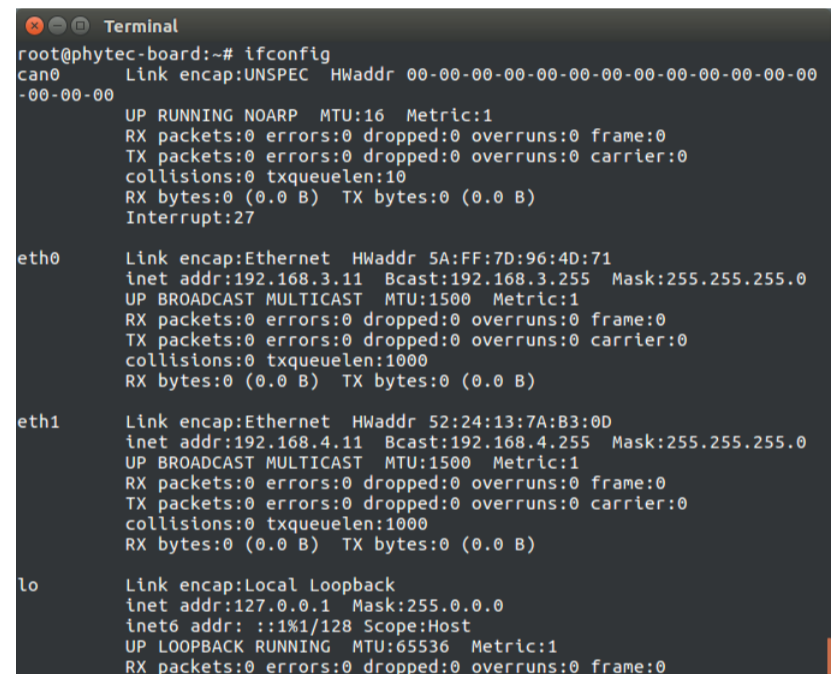 Terminal
root@phytec-board:~# ifconfig
can0      Link encap:UNSPEC  HWaddr 00-00-00-00-00-00-00-00-00-00-00-00-00
-00-00-00
          UP RUNNING NOARP  MTU:16  Metric:1
          RX packets:0 errors:0 dropped:0 overruns:0 frame:0
          TX packets:0 errors:0 dropped:0 overruns:0 carrier:0
          collisions:0 txqueuelen:10
          RX bytes:0 (0.0 B)  TX bytes:0 (0.0 B)
          Interrupt:27
eth0      Link encap:Ethernet  HWaddr 5A:FF:7D:96:4D:71
          inet addr:192.168.3.11  Bcast:192.168.3.255  Mask:255.255.255.0
          UP BROADCAST MULTICAST  MTU:1500  Metric:1
          RX packets:0 errors:0 dropped:0 overruns:0 frame:0
          TX packets:0 errors:0 dropped:0 overruns:0 carrier:0
          collisions:0 txqueuelen:1000
          RX bytes:0 (0.0 B)  TX bytes:0 (0.0 B)
eth1      Link encap:Ethernet  HWaddr 52:24:13:7A:B3:0D
          inet addr:192.168.4.11  Bcast:192.168.4.255  Mask:255.255.255.0
          UP BROADCAST MULTICAST  MTU:1500  Metric:1
          RX packets:0 errors:0 dropped:0 overruns:0 frame:0
          TX packets:0 errors:0 dropped:0 overruns:0 carrier:0
          collisions:0 txqueuelen:1000
          RX bytes:0 (0.0 B)  TX bytes:0 (0.0 B)
lo        Link encap:Local Loopback
          inet addr:127.0.0.1  Mask:255.0.0.0
          inet6 addr: ::1%1/128 Scope:Host
          UP LOOPBACK RUNNING  MTU:65536  Metric:1
          RX packets:0 errors:0 dropped:0 overruns:0 frame:0